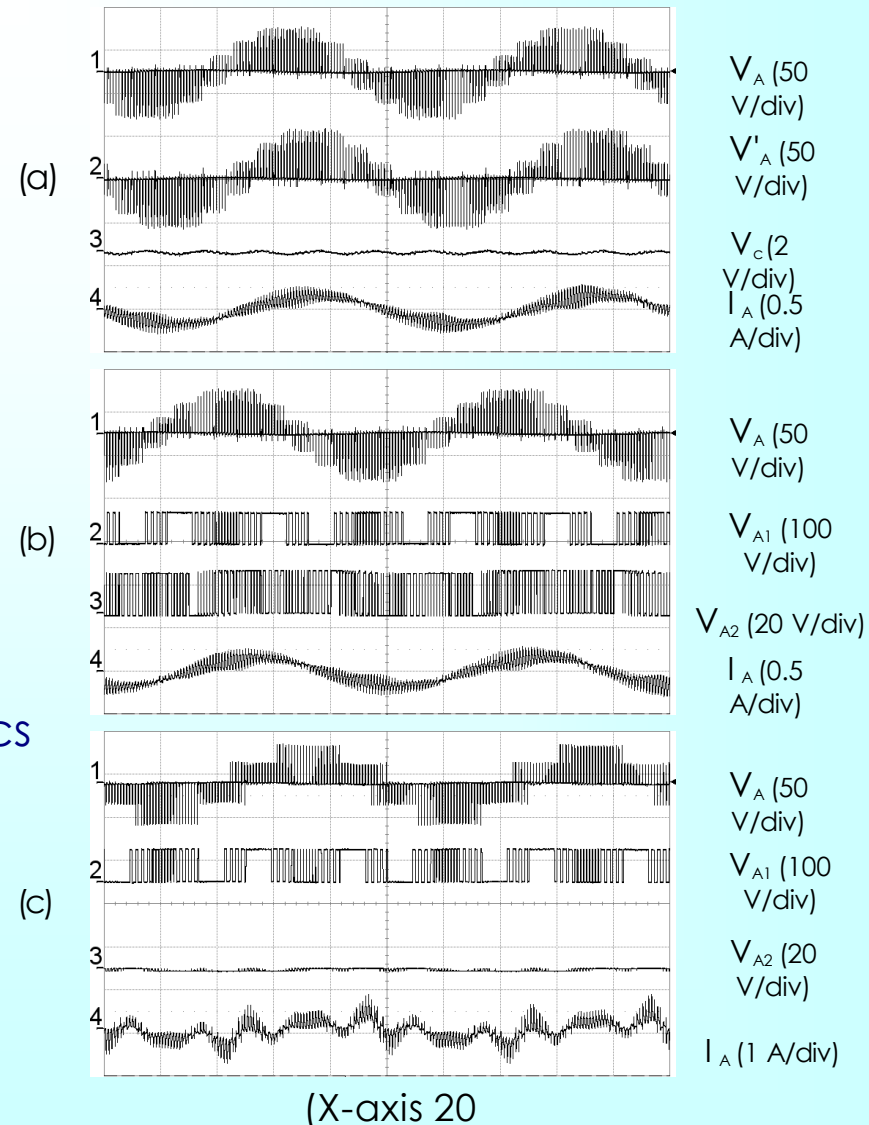 (a)
1
2
3
4
V_A (50
V/div)
V'_A (50
V/div)
V_c(2
V/div)
I_A (0.5
A/div)
(b)
1
2
3
4
V_A (50
V/div)
V_A1 (100
V/div)
V_A2 (20 V/div)
I_A (0.5
A/div)
cs
(c)
1
2
3
4
V_A (50
V/div)
V_A1 (100
V/div)
V_A2 (20
V/div)
I_A (1 A/div)
(X-axis 20